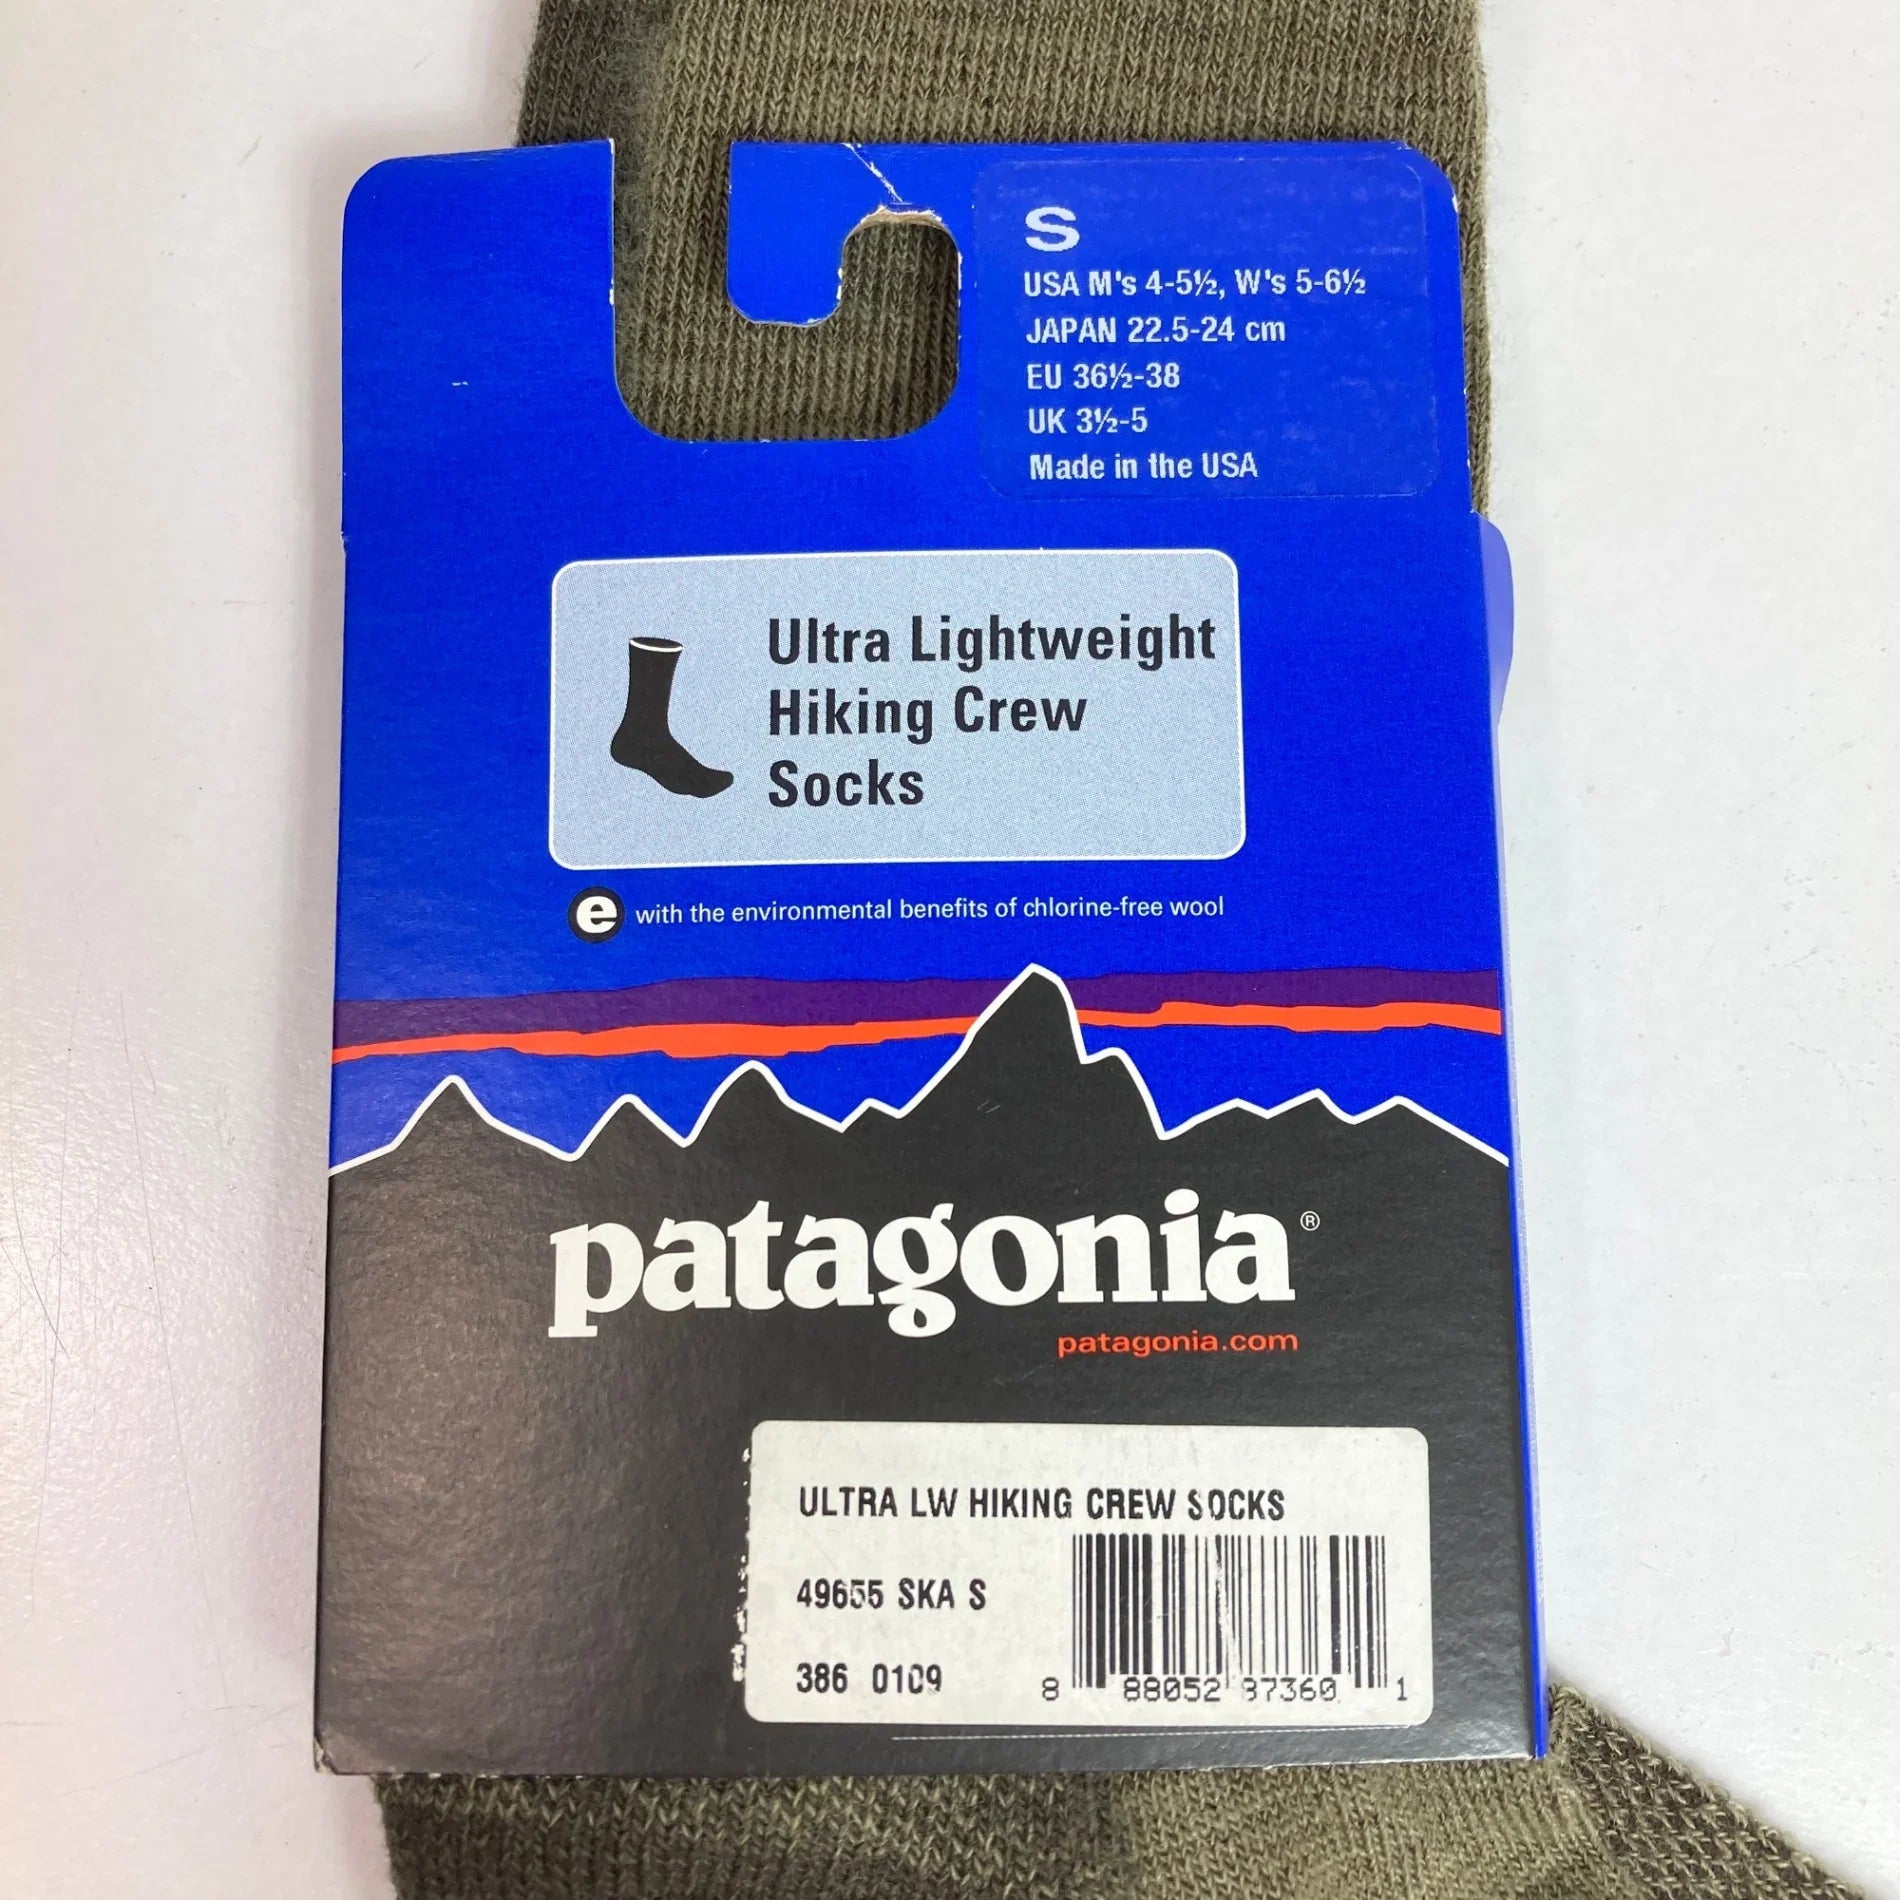 S
USA M's 4-5½, W's 5-6½
JAPAN 22.5-24 cm
EU 36½-38
UK 3½-5
Made in the USA
Ultra Lightweight
Hiking Crew
Socks
e with the environmental benefits of chlorine-free wool
patagonia®
patagonia.com
ULTRA LW HIKING CREW SOCKS
49655 SKA S
386 0109
8 88052 87360 1